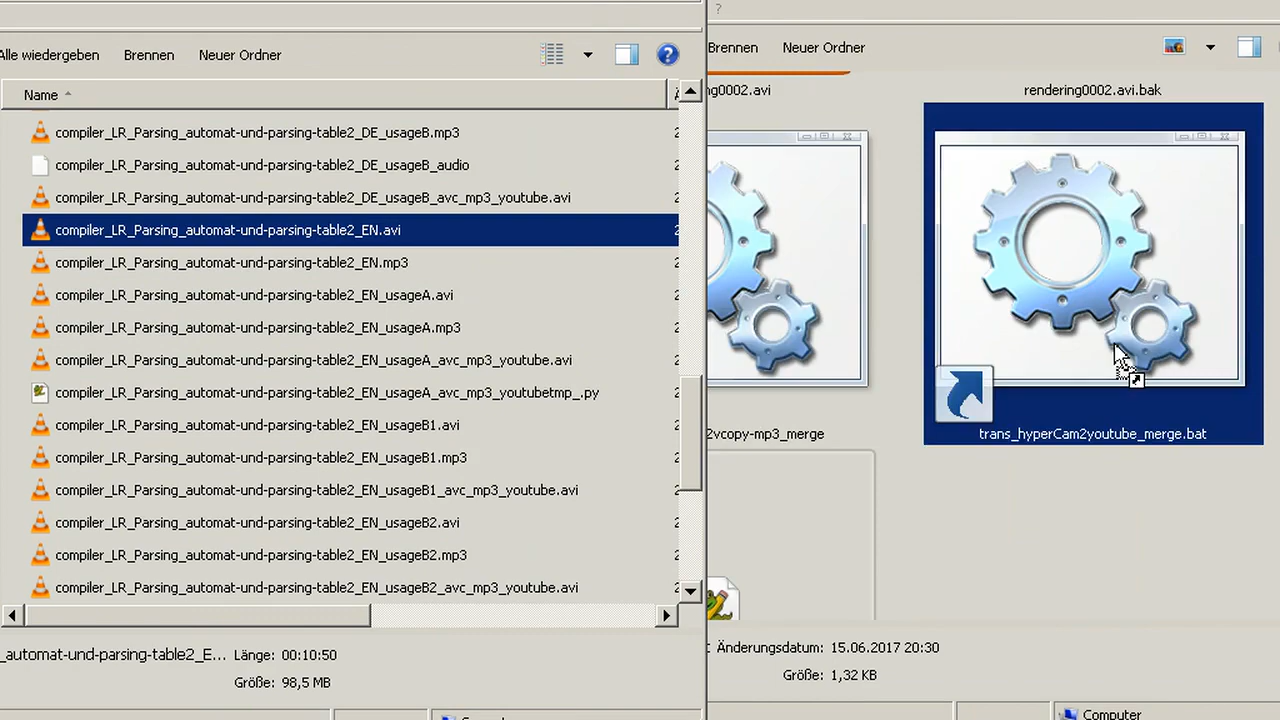 Alle wiedergeben Brennen Neuer Ordner
Name
compiler_LR_Parsing_automat-und-parsing-table2_DE_usageB.mp3
compiler_LR_Parsing_automat-und-parsing-table2_DE_usageB_audio
compiler_LR_Parsing_automat-und-parsing-table2_DE_usageB_avc_mp3_youtube.avi
compiler_LR_Parsing_automat-und-parsing-table2_EN.avi
compiler_LR_Parsing_automat-und-parsing-table2_EN.mp3
compiler_LR_Parsing_automat-und-parsing-table2_EN_usageA.avi
compiler_LR_Parsing_automat-und-parsing-table2_EN_usageA.mp3
compiler_LR_Parsing_automat-und-parsing-table2_EN_usageA_avc_mp3_youtube.avi
compiler_LR_Parsing_automat-und-parsing-table2_EN_usageA_avc_mp3_youtubetmp_.py
compiler_LR_Parsing_automat-und-parsing-table2_EN_usageB1.avi
compiler_LR_Parsing_automat-und-parsing-table2_EN_usageB1.mp3
compiler_LR_Parsing_automat-und-parsing-table2_EN_usageB1_avc_mp3_youtube.avi
compiler_LR_Parsing_automat-und-parsing-table2_EN_usageB2.avi
compiler_LR_Parsing_automat-und-parsing-table2_EN_usageB2.mp3
compiler_LR_Parsing_automat-und-parsing-table2_EN_usageB2_avc_mp3_youtube.avi
_automat-und-parsing-table2_E... Länge: 00:10:50
Größe: 98,5 MB
?
Brennen Neuer Ordner
ng0002.avi
rendering0002.avi.bak
2vcopy-mp3_merge
trans_hyperCam2youtube_merge.bat
Änderungsdatum: 15.06.2017 20:30
Größe: 1,32 KB
Computer